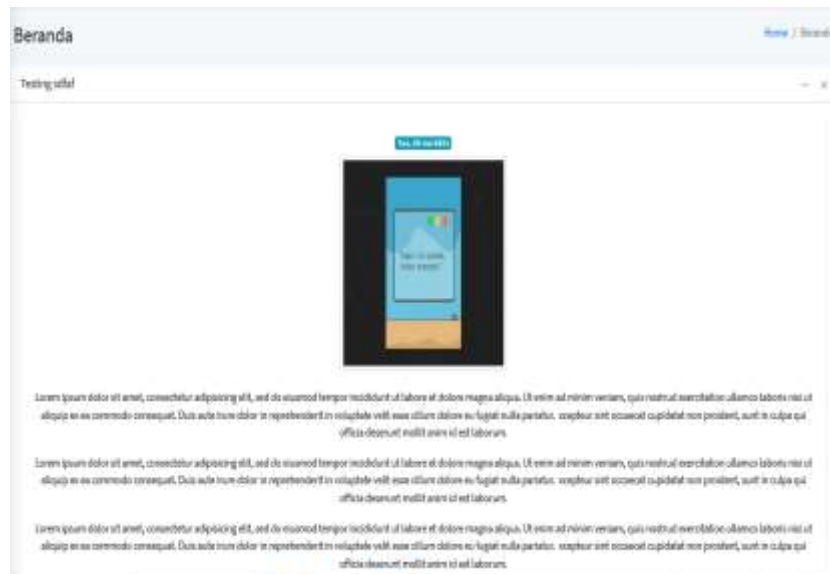 Beranda
Home / Beranda
Testing
Lorem ipsum dolor sit amet, consectetur adipisicing elit, sed do eiusmod tempor incididunt ut labore et dolore magna aliqua. Ut enim ad minim veniam, quis nostrud exercitation ullamco laboris nisi ut
aliquip ex ea commodo consequat. Duis aute irure dolor in reprehenderit in voluptate velit esse cillum dolore eu fugiat nulla pariatur. excepteur sint occaecat cupidatat non proident, sunt in culpa qui
officia deserunt mollit anim id est laborum.
Lorem ipsum dolor sit amet, consectetur adipisicing elit, sed do eiusmod tempor incididunt ut labore et dolore magna aliqua. Ut enim ad minim veniam, quis nostrud exercitation ullamco laboris nisi ut
aliquip ex ea commodo consequat. Duis aute irure dolor in reprehenderit in voluptate velit esse cillum dolore eu fugiat nulla pariatur. excepteur sint occaecat cupidatat non proident, sunt in culpa qui
officia deserunt mollit anim id est laborum.
Lorem ipsum dolor sit amet, consectetur adipisicing elit, sed do eiusmod tempor incididunt ut labore et dolore magna aliqua. Ut enim ad minim veniam, quis nostrud exercitation ullamco laboris nisi ut
aliquip ex ea commodo consequat. Duis aute irure dolor in reprehenderit in voluptate velit esse cillum dolore eu fugiat nulla pariatur. excepteur sint occaecat cupidatat non proident, sunt in culpa qui
officia deserunt mollit anim id est laborum.